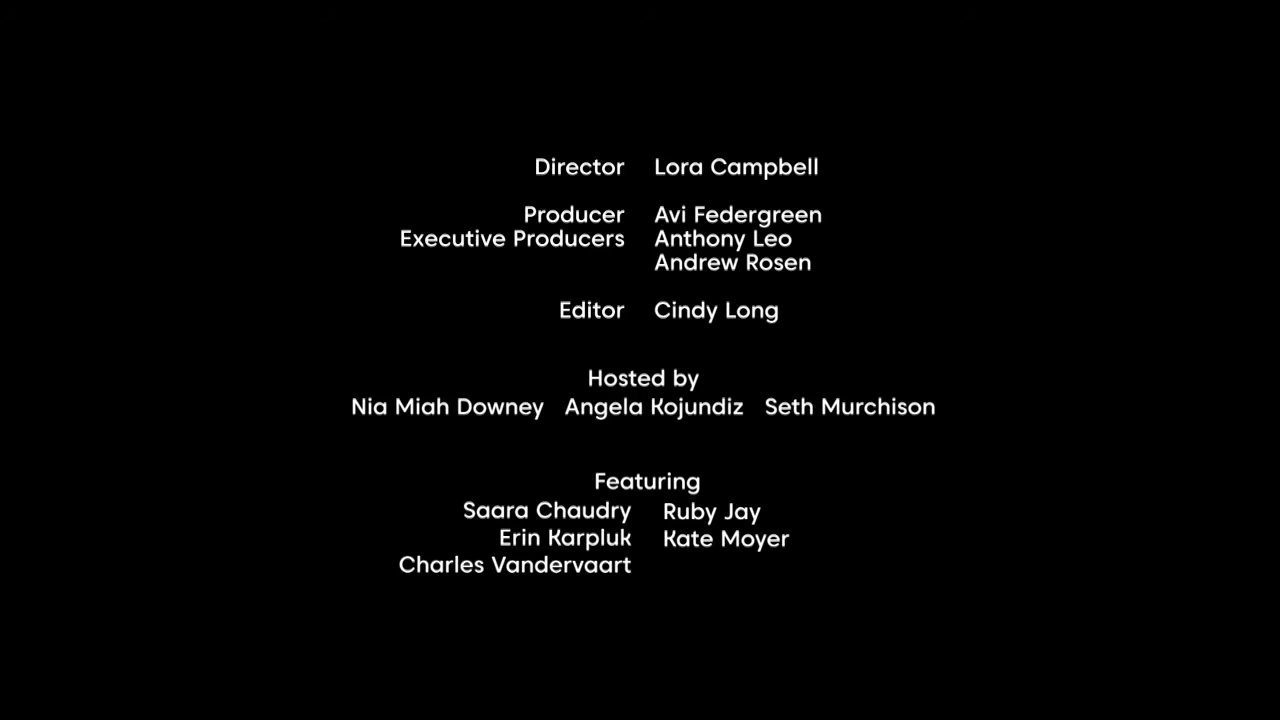 Director Lora Campbell
Producer Avi Federgreen
Executive Producers Anthony Leo
Andrew Rosen
Editor Cindy Long
Hosted by
Nia Miah Downey Angela Kojundiz Seth Murchison
Featuring
Saara Chaudry Ruby Jay
Erin Karpluk Kate Moyer
Charles Vandervaart